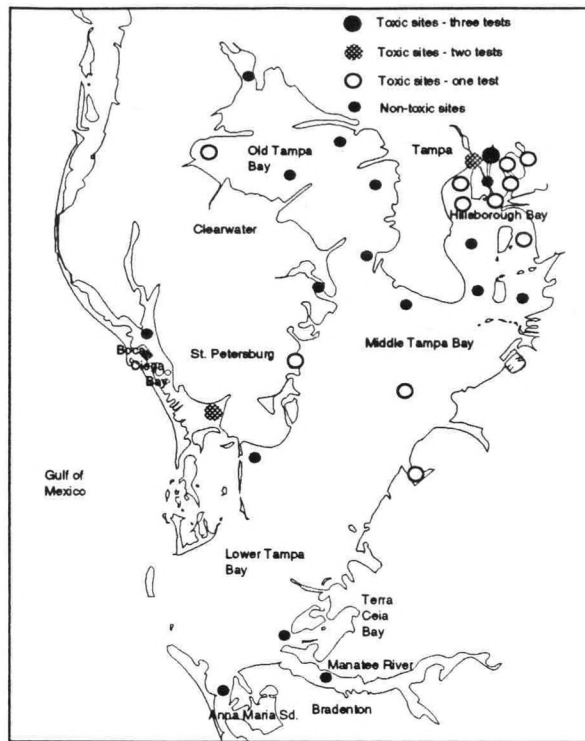 Toxic sites - three tests
Toxic sites - two tests
Toxic sites - one test
Non-toxic sites
Old Tampa
Bay
Tampa
Hillsborough Bay
Clearwater
Middle Tampa Bay
St. Petersburg
Boca
Ciega
Bay
Gulf of
Mexico
Lower Tampa
Bay
Terra
Ceia
Bay
Manatee River
Anna Maria Sd.
Bradenton